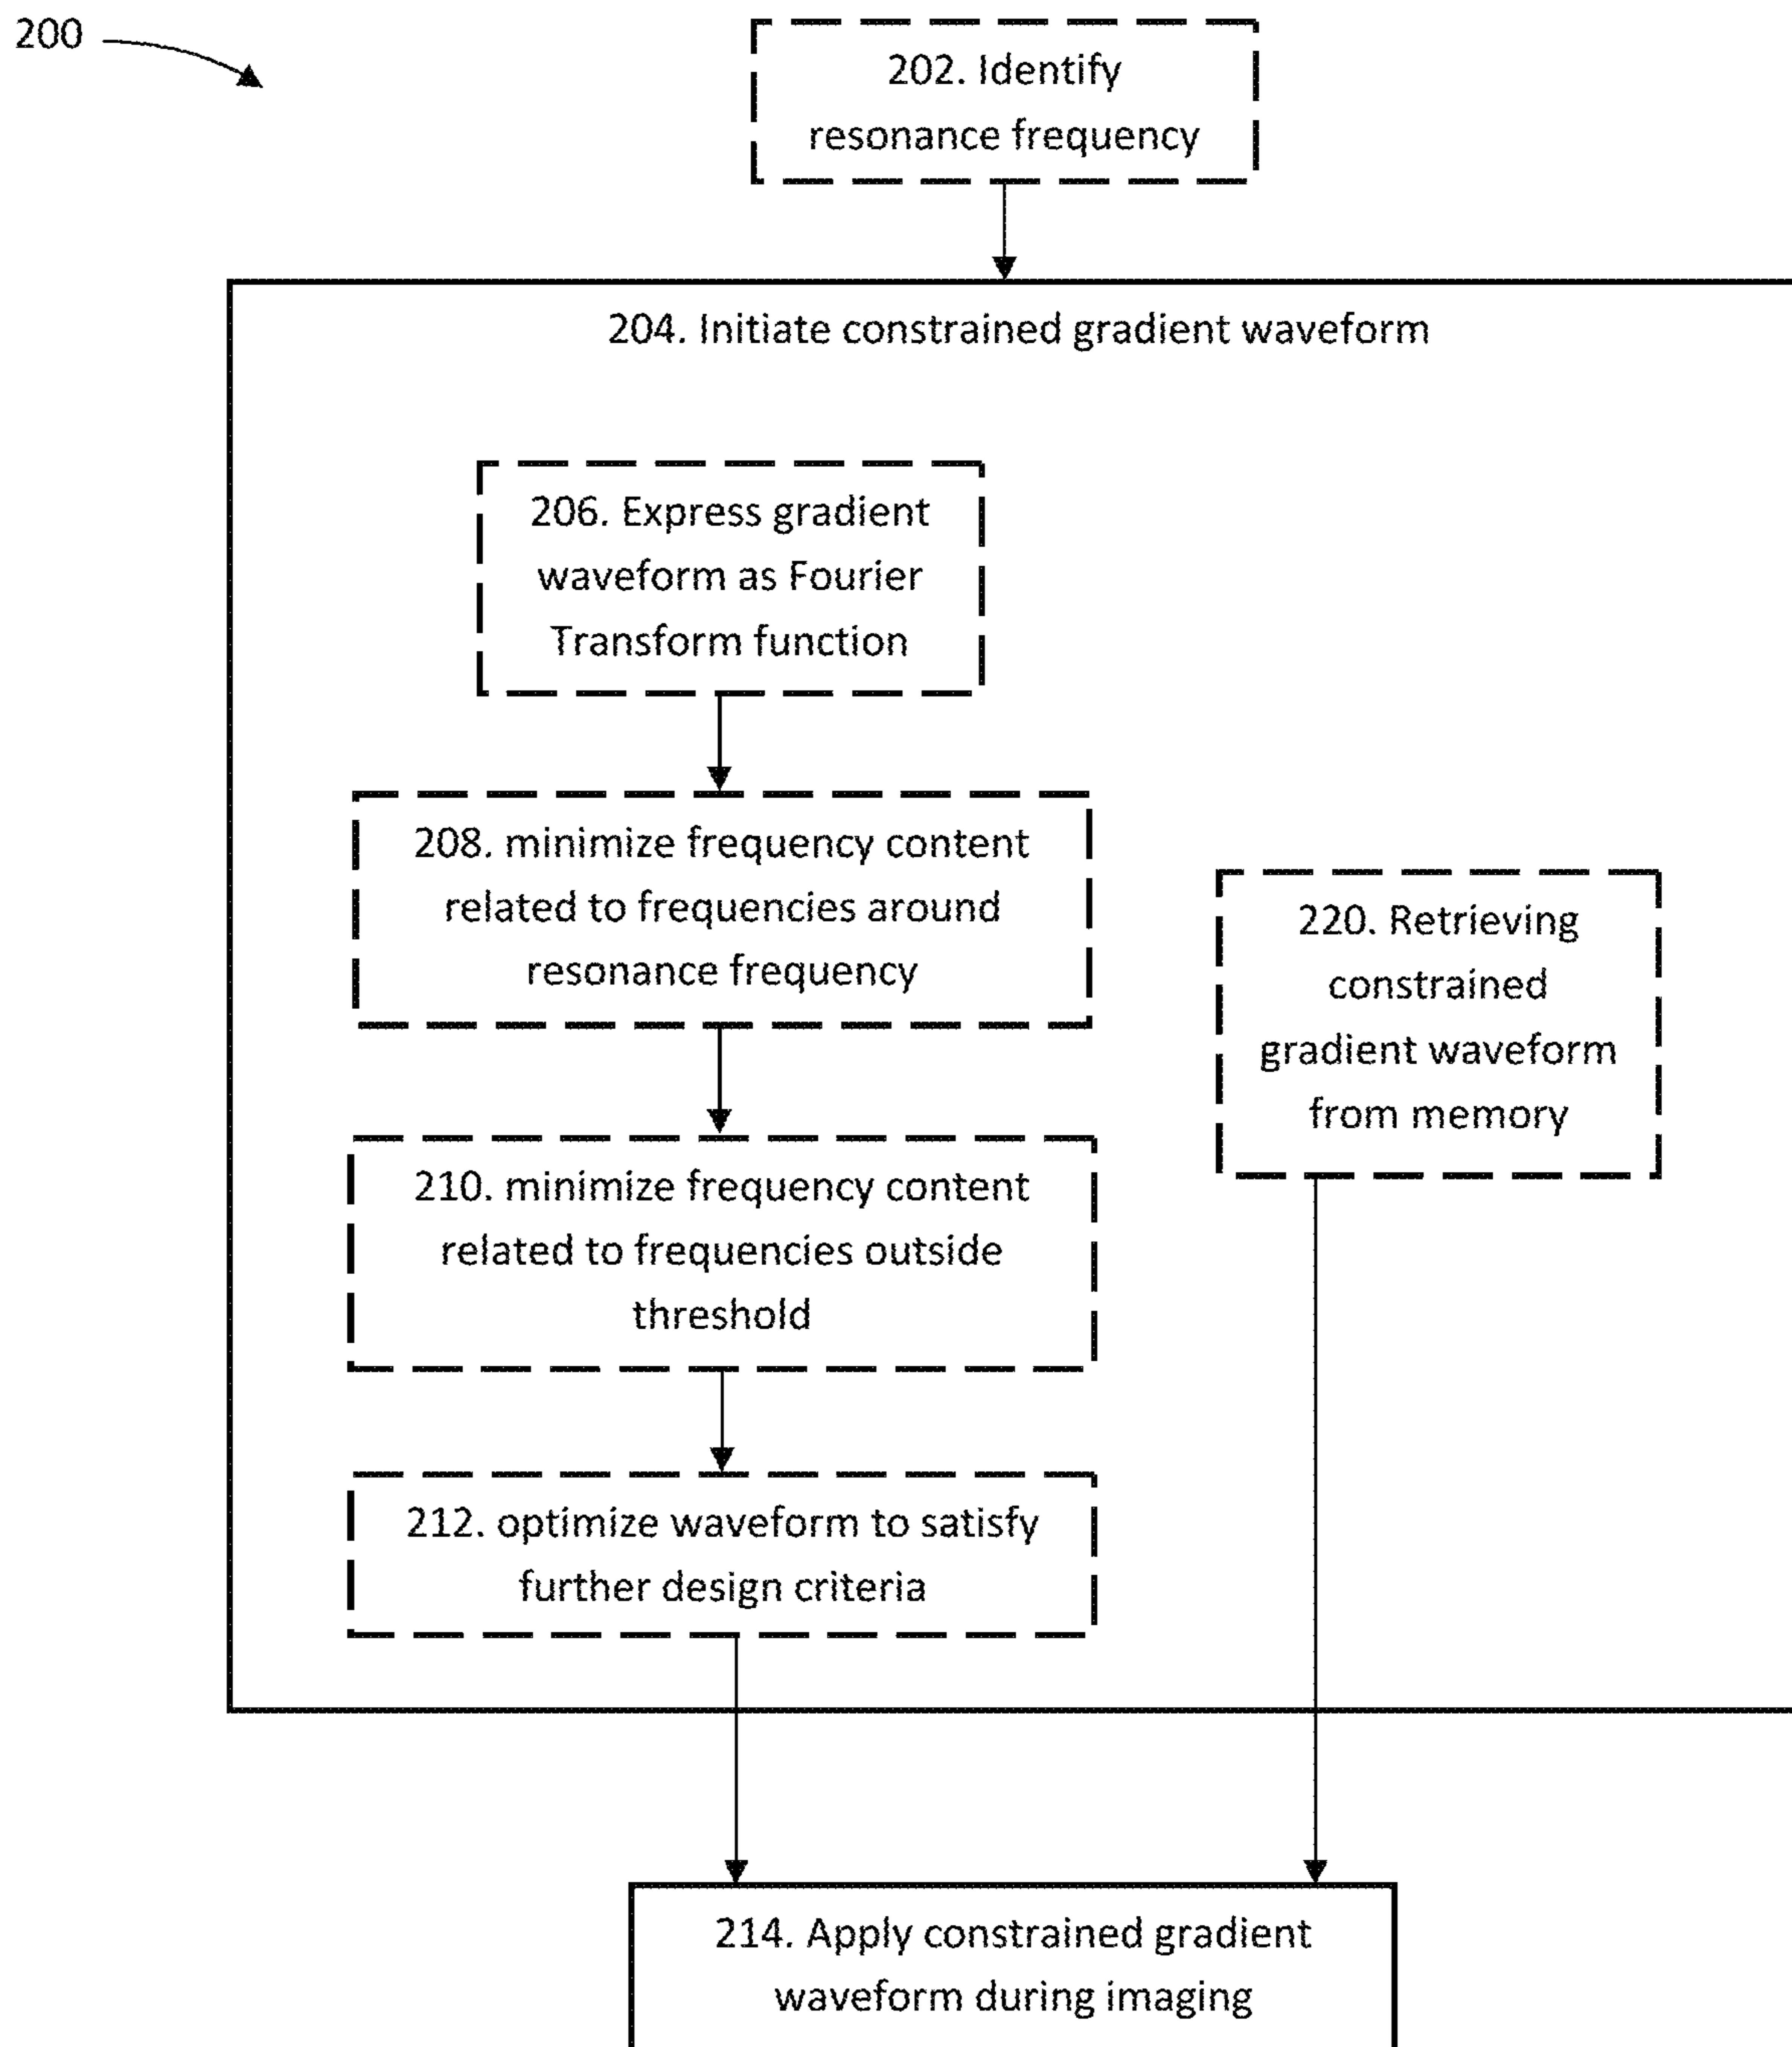 200
202. Identify
resonance frequency
204. Initiate constrained gradient waveform
206. Express gradient
waveform as Fourier
Transform function
208. minimize frequency content
related to frequencies around
resonance frequency
220. Retrieving
constrained
gradient waveform
from memory
210. minimize frequency content
related to frequencies outside
threshold
212. optimize waveform to satisfy
further design criteria
214. Apply constrained gradient
waveform during imaging